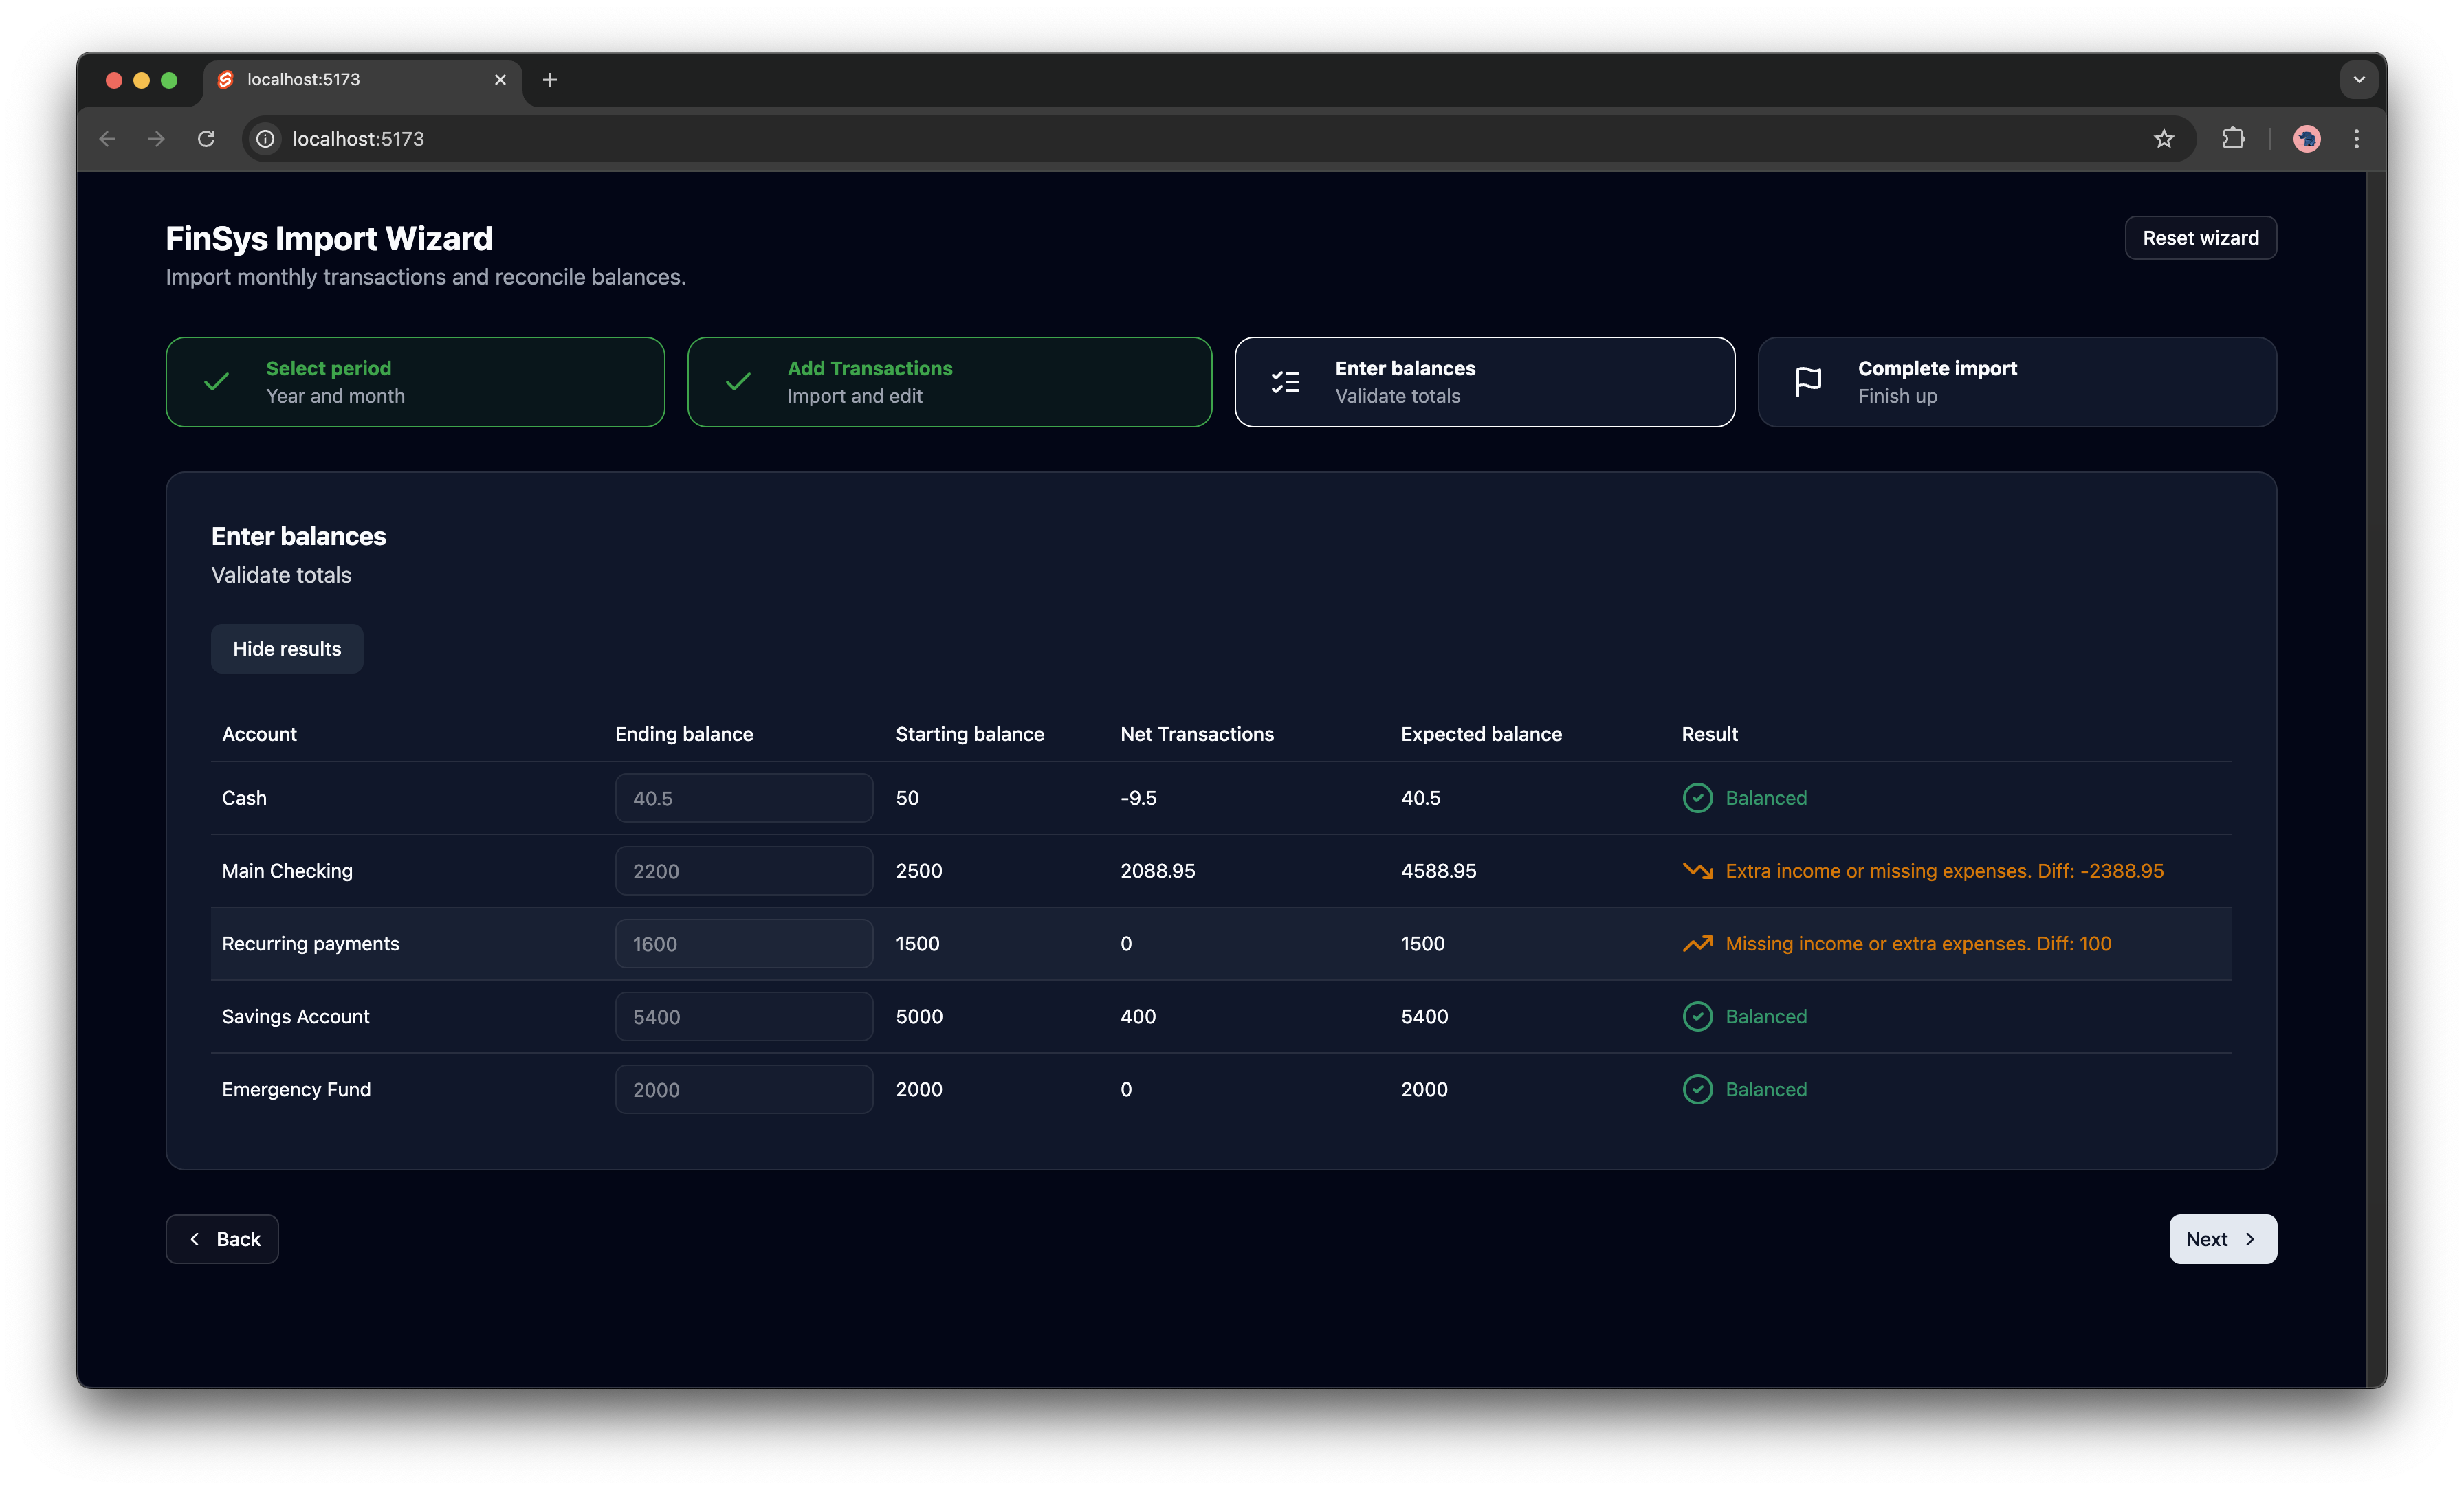 localhost:5173
localhost:5173
FinSys Import Wizard
Import monthly transactions and reconcile balances.
Reset wizard
Select period
Year and month
Add Transactions
Import and edit
Enter balances
Validate totals
Complete import
Finish up
Enter balances
Validate totals
Hide results
Account Ending balance Starting balance Net Transactions Expected balance Result
Cash 40.5 50 -9.5 40.5 Balanced
Main Checking 2200 2500 2088.95 4588.95 Extra income or missing expenses. Diff: -2388.95
Recurring payments 1600 1500 0 1500 Missing income or extra expenses. Diff: 100
Savings Account 5400 5000 400 5400 Balanced
Emergency Fund 2000 2000 0 2000 Balanced
Back
Next